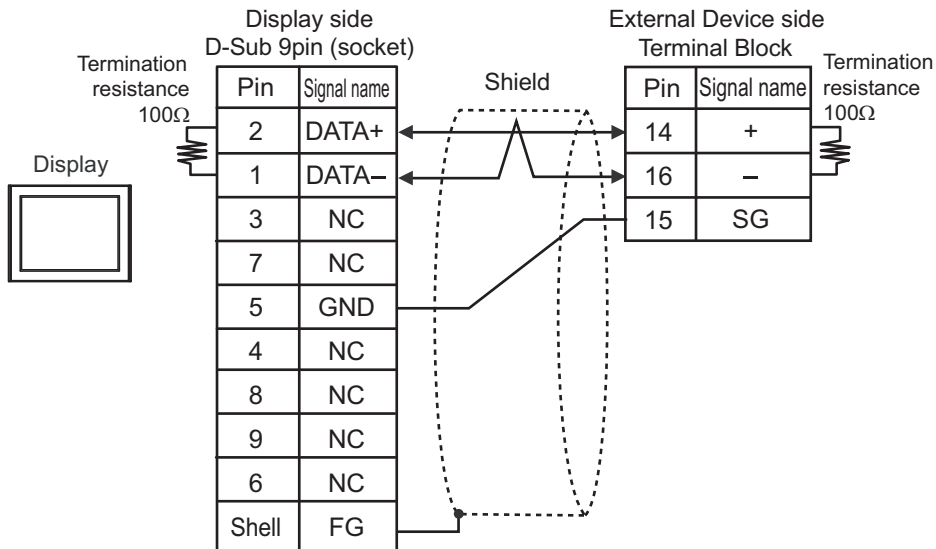 Display side
D-Sub 9pin (socket)
External Device side
Terminal Block
Termination
resistance
100Ω
Shield
Termination
resistance
100Ω
Display
Pin Signal name
2 DATA+
1 DATA–
3 NC
7 NC
5 GND
4 NC
8 NC
9 NC
6 NC
Shell FG
Pin Signal name
14 +
16 –
15 SG